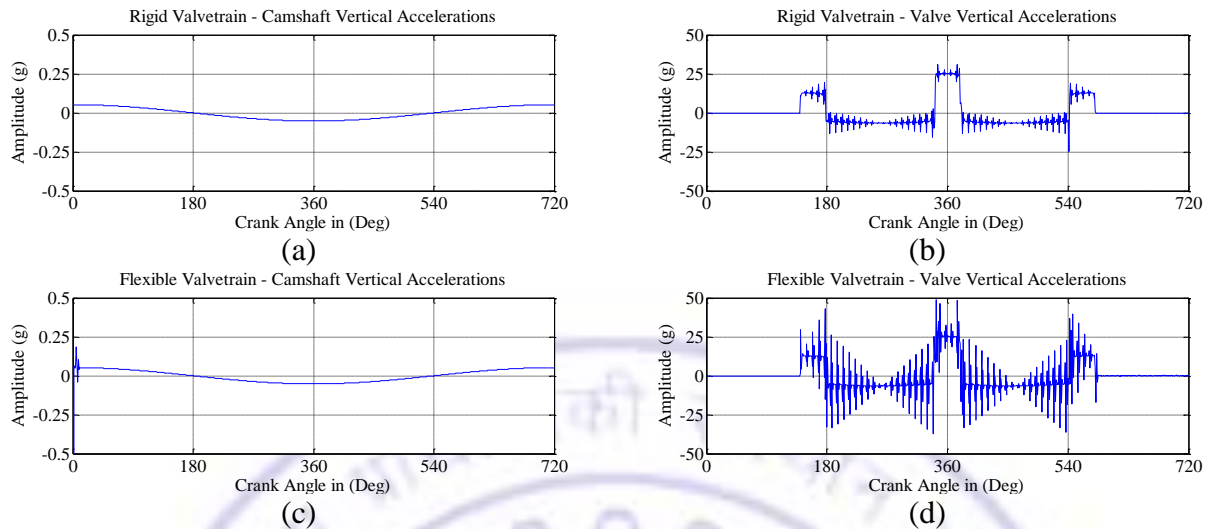 Rigid Valvetrain - Camshaft Vertical Accelerations
0.5
0.25
0
-0.25
-0.5
Amplitude (g)
0 180 360 540 720
Crank Angle in (Deg)
(a)
Rigid Valvetrain - Valve Vertical Accelerations
50
25
0
-25
-50
Amplitude (g)
0 180 360 540 720
Crank Angle in (Deg)
(b)
Flexible Valvetrain - Camshaft Vertical Accelerations
0.5
0.25
0
-0.25
-0.5
Amplitude (g)
0 180 360 540 720
Crank Angle in (Deg)
(c)
Flexible Valvetrain - Valve Vertical Accelerations
50
25
0
-25
-50
Amplitude (g)
0 180 360 540 720
Crank Angle in (Deg)
(d)